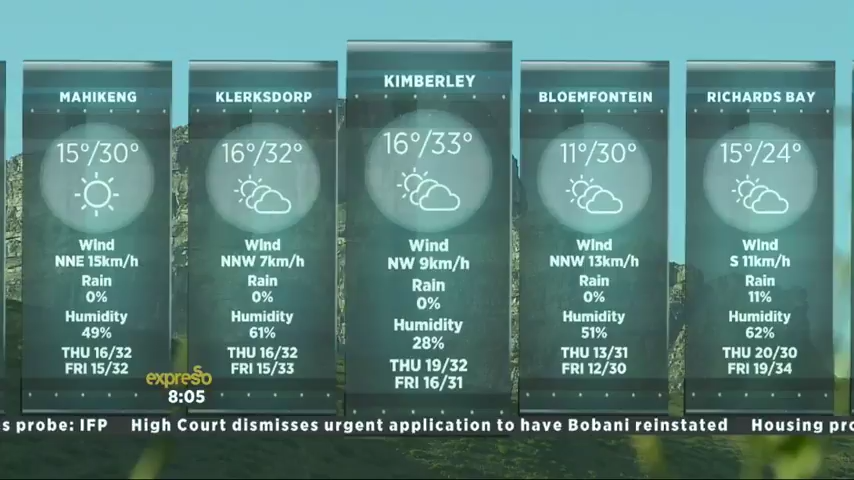 MAHIKENG
15°/30°
Wind
NNE 15km/h
Rain
0%
Humidity
49%
THU 16/32
FRI 15/32
KLERKSDORP
16°/32°
Wind
NNW 7km/h
Rain
0%
Humidity
61%
THU 16/32
FRI 15/33
KIMBERLEY
16°/33°
Wind
NW 9km/h
Rain
0%
Humidity
28%
THU 19/32
FRI 16/31
BLOEMFONTEIN
11°/30°
Wind
NNW 13km/h
Rain
0%
Humidity
51%
THU 13/31
FRI 12/30
RICHARDS BAY
15°/24°
Wind
S 11km/h
Rain
11%
Humidity
62%
THU 20/30
FRI 19/34
expresso
8:05
s probe: IFP High Court dismisses urgent application to have Bobani reinstated Housing pro